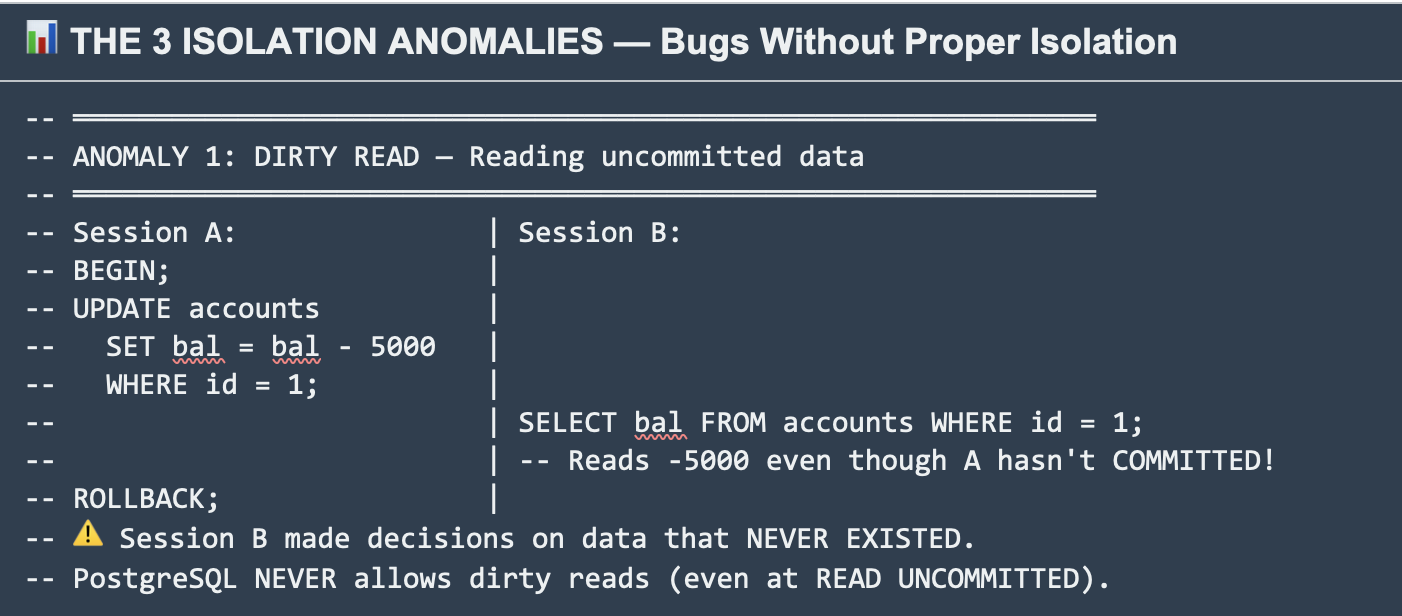 📊 THE 3 ISOLATION ANOMALIES — Bugs Without Proper Isolation
-- ══════════════════════════════════════════════════════════════
-- ANOMALY 1: DIRTY READ — Reading uncommitted data
-- ══════════════════════════════════════════════════════════════
-- Session A:                | Session B:
-- BEGIN;                    |
-- UPDATE accounts           |
--   SET bal = bal - 5000    |
--   WHERE id = 1;           |
--                           | SELECT bal FROM accounts WHERE id = 1;
--                           | -- Reads -5000 even though A hasn't COMMITTED!
-- ROLLBACK;                 |
-- ⚠️ Session B made decisions on data that NEVER EXISTED.
-- PostgreSQL NEVER allows dirty reads (even at READ UNCOMMITTED).